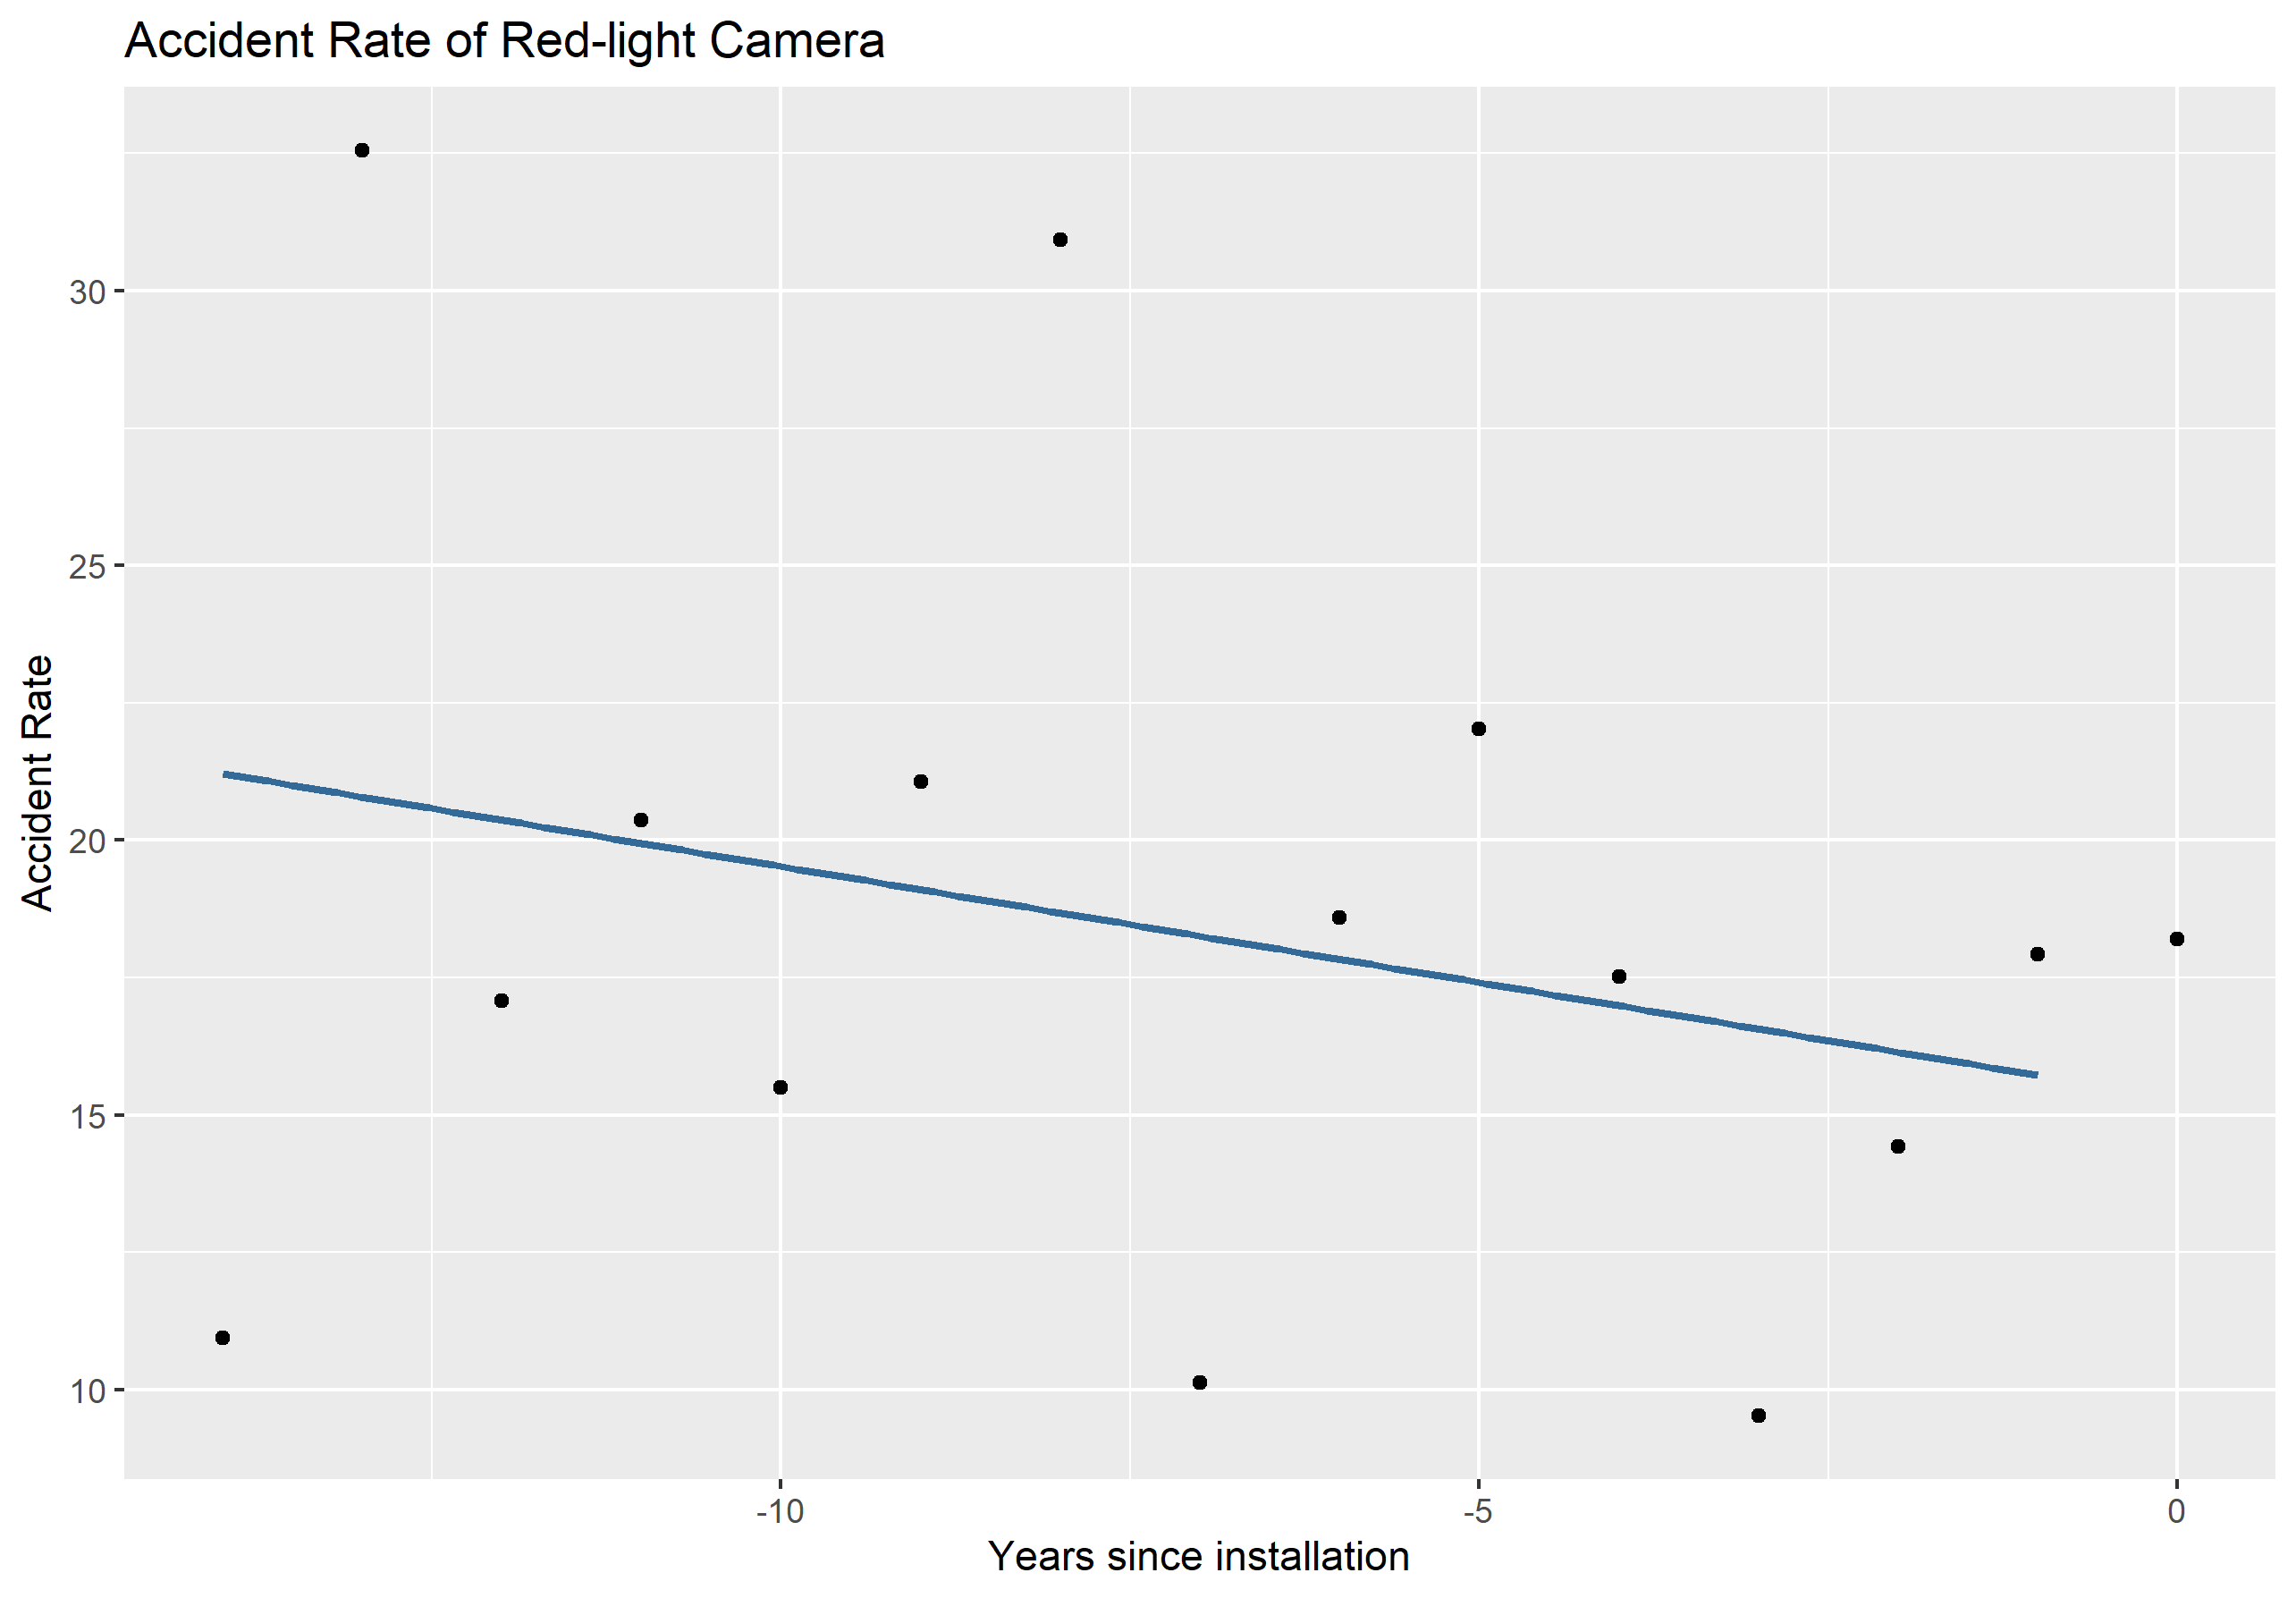 Accident Rate of Red-light Camera
30
25
20
15
10
Accident Rate
-10
-5
0
Years since installation